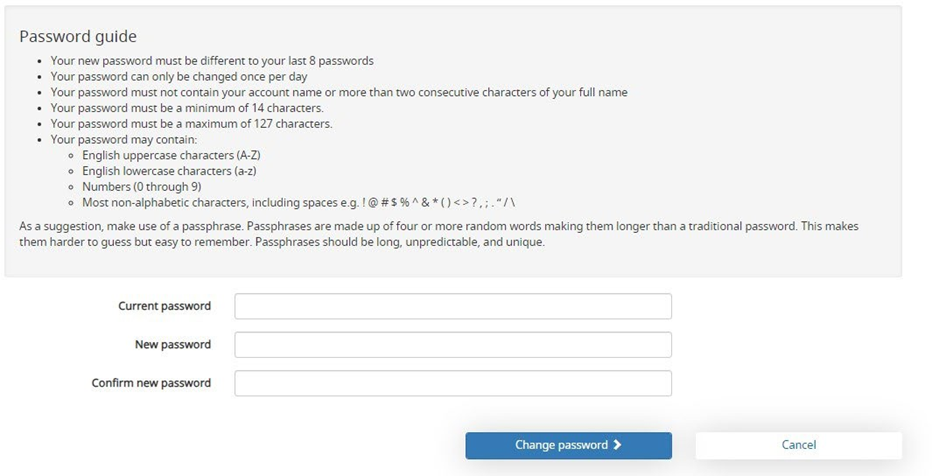 Password guide
• Your new password must be different to your last 8 passwords
• Your password can only be changed once per day
• Your password must not contain your account name or more than two consecutive characters of your full name
• Your password must be a minimum of 14 characters.
• Your password must be a maximum of 127 characters.
• Your password may contain:
◦ English uppercase characters (A-Z)
◦ English lowercase characters (a-z)
◦ Numbers (0 through 9)
◦ Most non-alphabetic characters, including spaces e.g. ! @ # $ % ^ & * ( ) < > ? , ; . “ / \
As a suggestion, make use of a passphrase. Passphrases are made up of four or more random words making them longer than a traditional password. This makes
them harder to guess but easy to remember. Passphrases should be long, unpredictable, and unique.
Current password
New password
Confirm new password
Change password ❯ Cancel